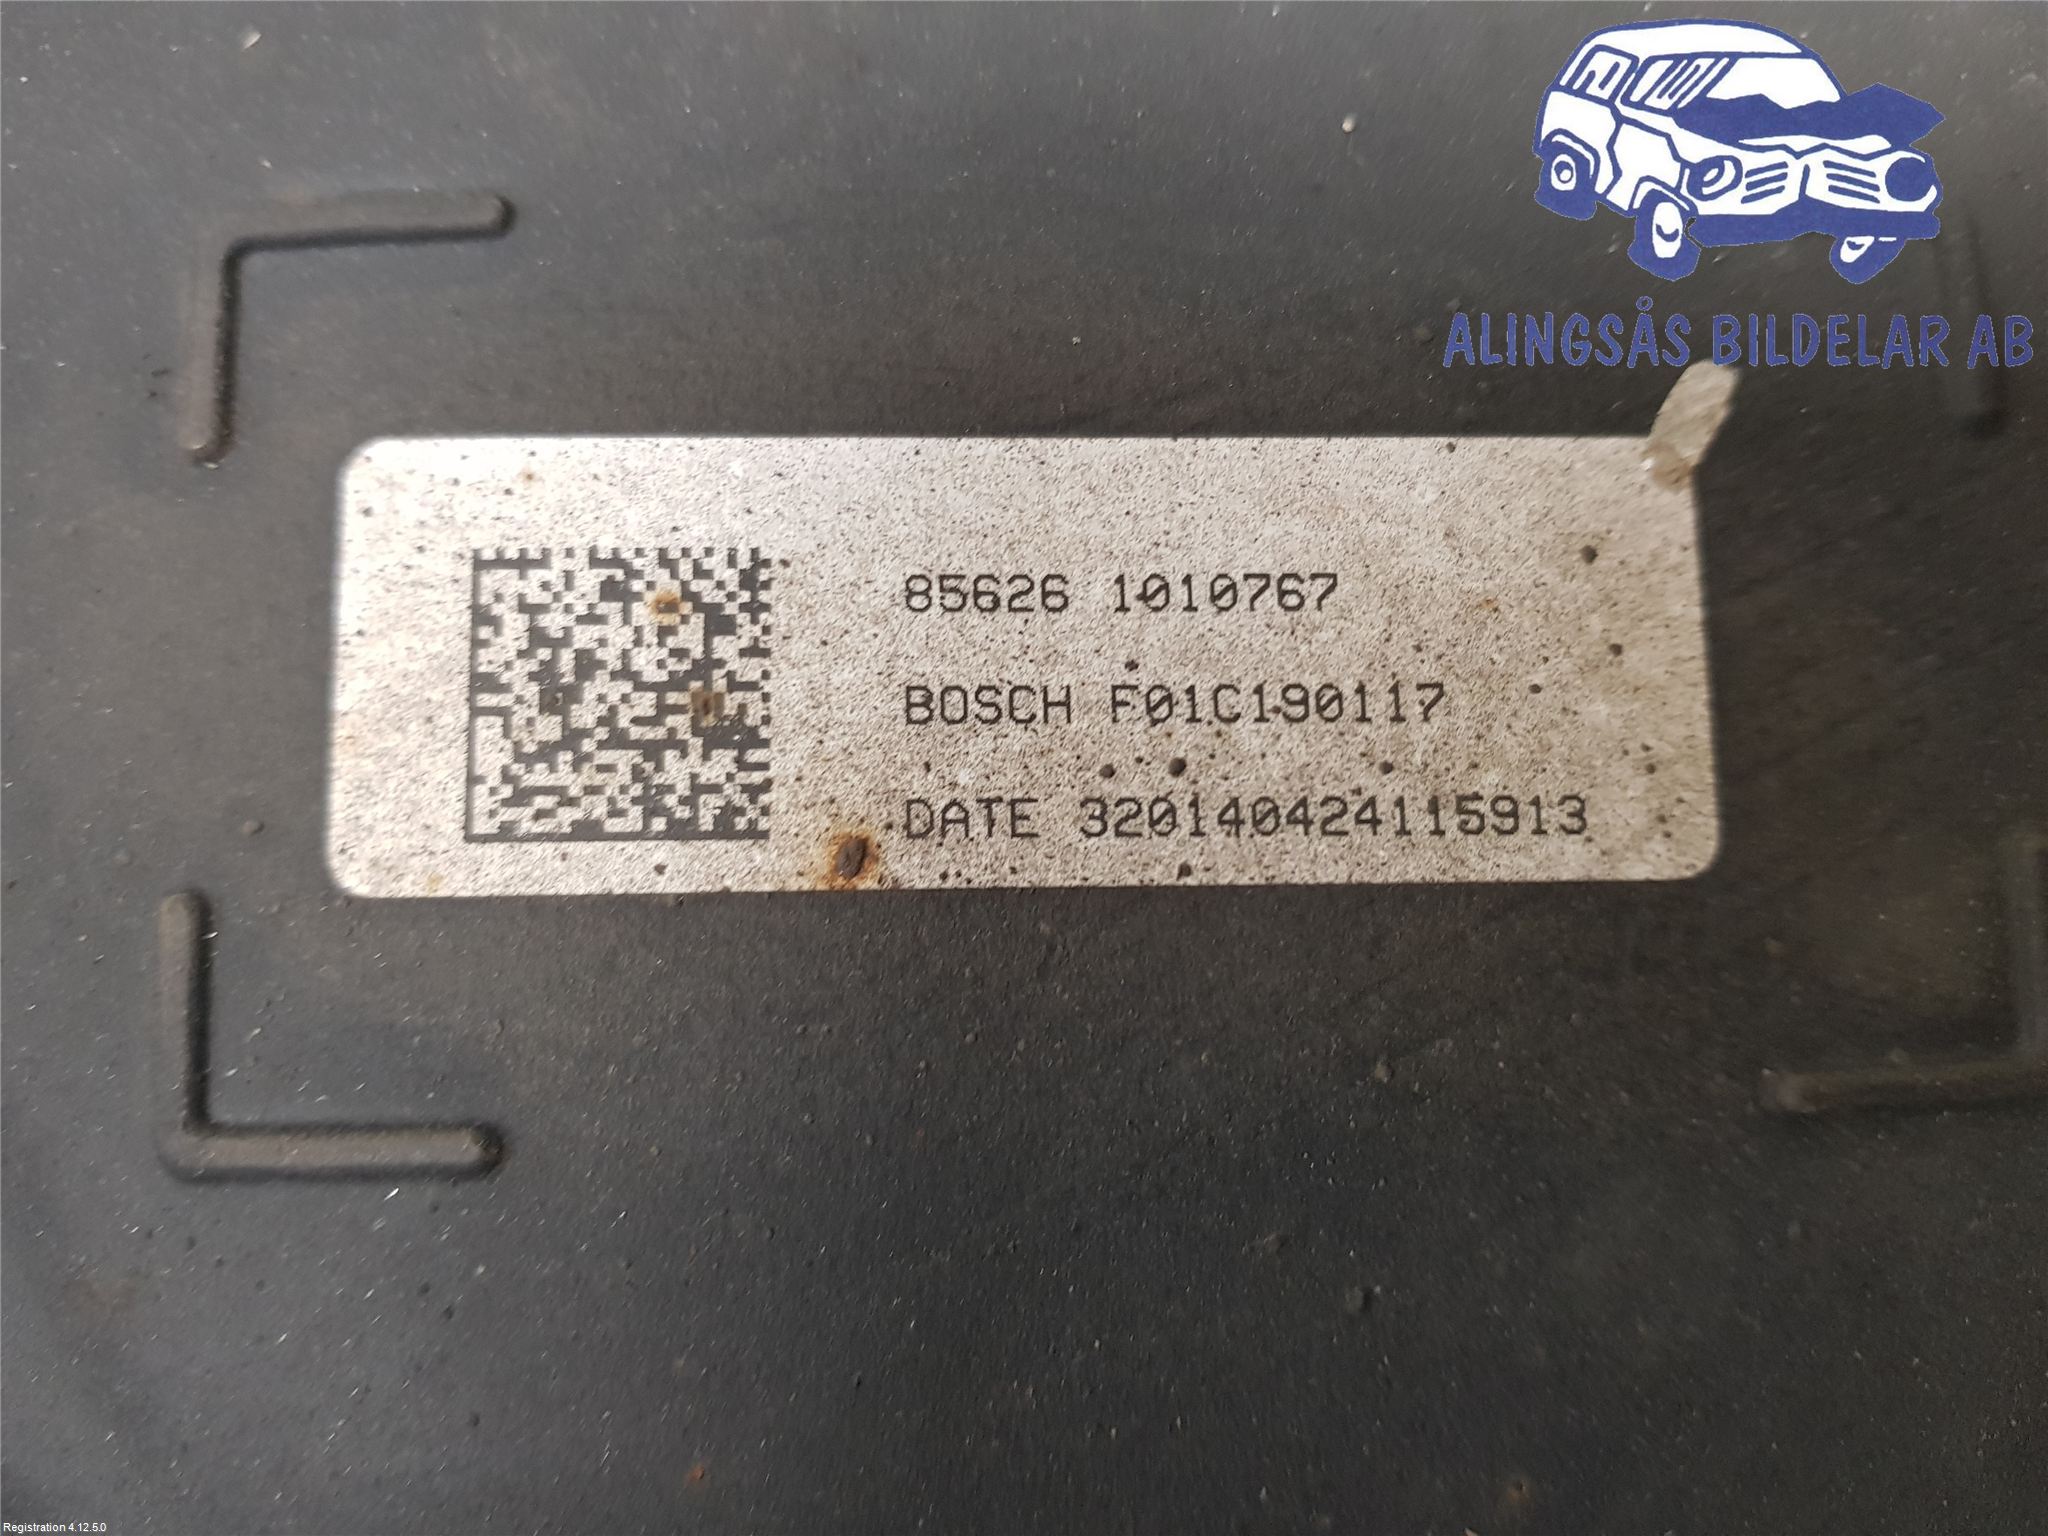 ALINGSÅS BILDELAR AB
85626 1010767
BOSCH F01C190117
DATE 320140424115913
Registration 4.12.5.0